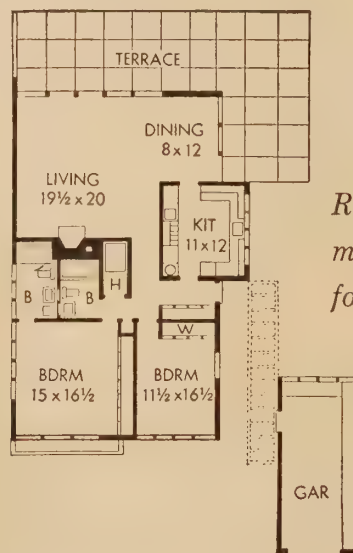 TERRACE
DINING
8 x 12
LIVING
19½ x 20
KIT
11 x 12
B
B
H
W
BDRM
15 x 16½
BDRM
11½ x 16½
GAR
R
m
fo